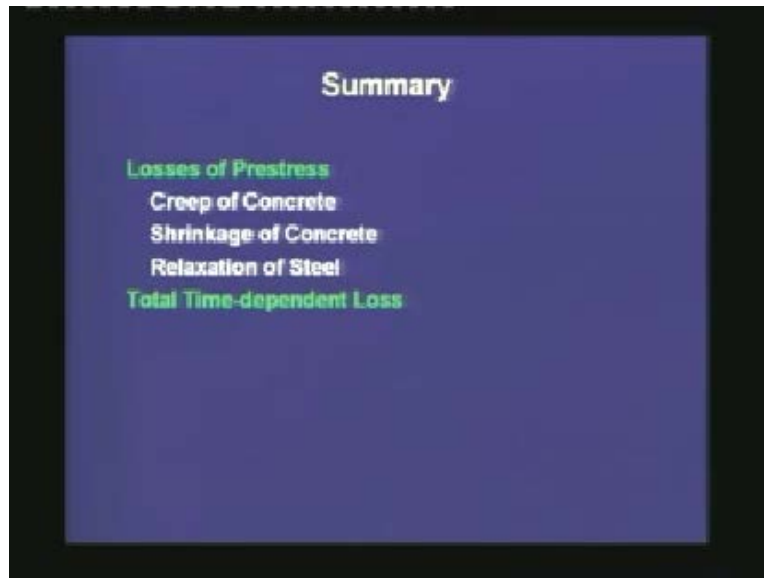 Summary
Losses of Prestress
Creep of Concrete
Shrinkage of Concrete
Relaxation of Steel
Total Time-dependent Loss